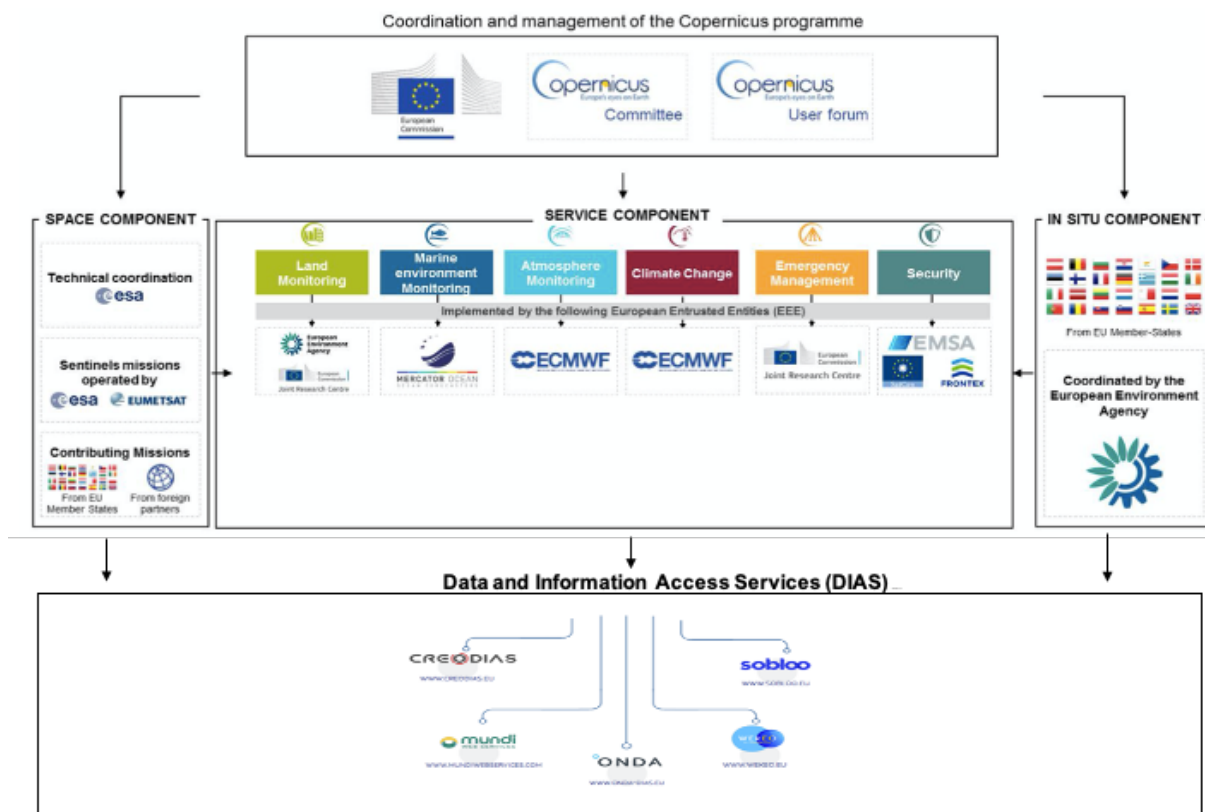 Coordination and management of the Copernicus programme
European
Commission
Copernicus
Europe's eyes on Earth
Committee
Copernicus
Europe's eyes on Earth
User forum
SPACE COMPONENT
Technical coordination
esa
Sentinels missions
operated by
esa EUMETSAT
Contributing Missions
From EU
Member States
From foreign
partners
SERVICE COMPONENT
Land
Monitoring
Marine
environment
Monitoring
Atmosphere
Monitoring
Climate Change
Emergency
Management
Security
Implemented by the following European Entrusted Entities (EEE)
European
Environment
Agency
European
Commission
Joint Research Centre
MERCATOR OCEAN
ECMWF
ECMWF
European
Commission
Joint Research Centre
EMSA
FRONTEX
IN SITU COMPONENT
From EU Member-States
Coordinated by the
European Environment
Agency
Data and Information Access Services (DIAS)
CREODIAS
WWW.CREODIAS.EU
sobloo
WWW.SOBLOO.EU
mundi
WEB SERVICES
WWW.MUNDIWEBSERVICES.COM
ONDA
WWW.ONDA-DIAS.EU
WEkEO
WWW.WEKEO.EU